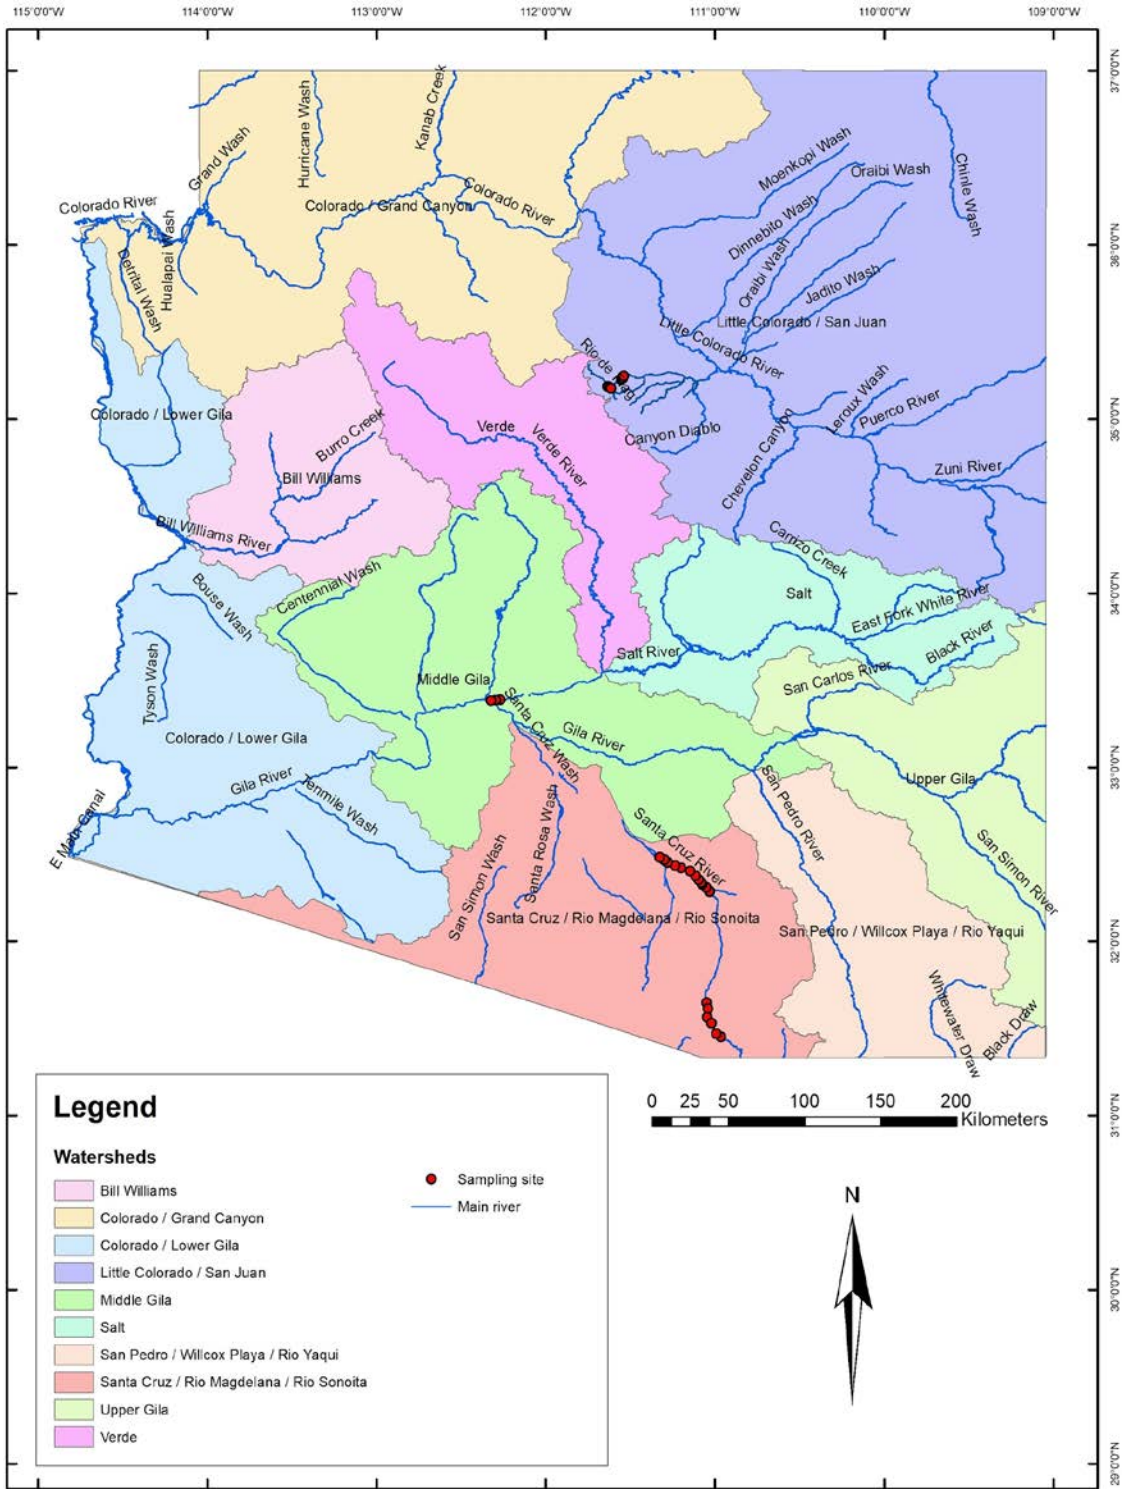 115°0'0"W
114°0'0"W
113°0'0"W
112°0'0"W
111°0'0"W
110°0'0"W
109°0'0"W
37°0'0"N
36°0'0"N
35°0'0"N
34°0'0"N
33°0'0"N
32°0'0"N
31°0'0"N
30°0'0"N
29°0'0"N
Colorado River
Grand Wash
Hurricane Wash
Kanab Creek
Colorado / Grand Canyon
Colorado River
Detrital Wash
Hualapai Wash
Moenkopi Wash
Oraibi Wash
Chinle Wash
Dinnebito Wash
Oraibi Wash
Jadito Wash
Little Colorado / San Juan
Little Colorado River
Rio de Flag
Canyon Diablo
Chevelon Canyon
Leroux Wash
Puerco River
Zuni River
Colorado / Lower Gila
Burro Creek
Bill Williams
Bill Williams River
Verde
Verde River
Carrizo Creek
Salt
East Fork White River
Black River
Salt River
San Carlos River
Bouse Wash
Centennial Wash
Tyson Wash
Middle Gila
Santa Cruz Wash
Gila River
Colorado / Lower Gila
Gila River
Tenmile Wash
E Main Canal
San Pedro River
Upper Gila
San Simon River
Santa Cruz River
Santa Rosa Wash
San Simon Wash
Santa Cruz / Rio Magdelana / Rio Sonoita
San Pedro / Willcox Playa / Rio Yaqui
Whitewater Draw
Black Draw
0 25 50 100 150 200
Kilometers
N
Legend
Watersheds
Bill Williams
Colorado / Grand Canyon
Colorado / Lower Gila
Little Colorado / San Juan
Middle Gila
Salt
San Pedro / Willcox Playa / Rio Yaqui
Santa Cruz / Rio Magdelana / Rio Sonoita
Upper Gila
Verde
Sampling site
Main river